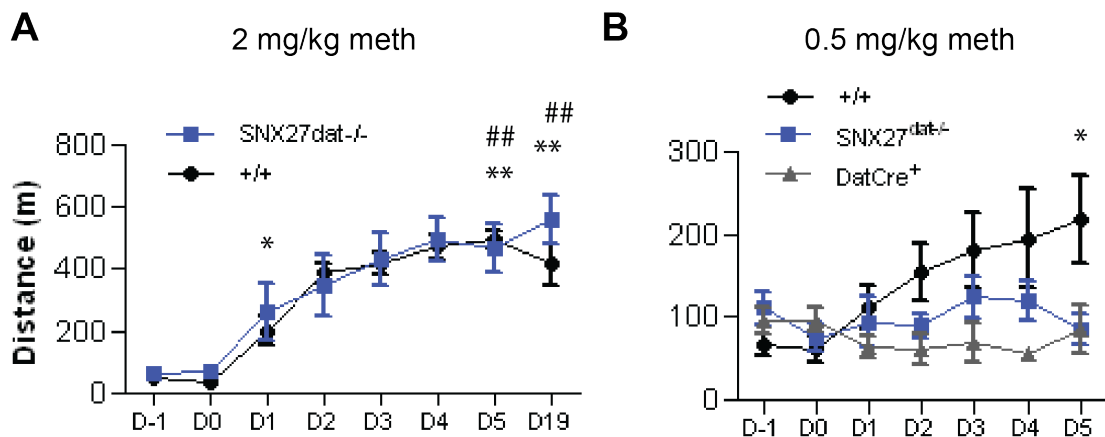 A
2 mg/kg meth
SNX27dat-/-
+/+
##
##
**
**
*
800
600
400
200
0
Distance (m)
D-1 D0 D1 D2 D3 D4 D5 D19
B
0.5 mg/kg meth
+/+
SNX27dat-/-
DatCre+
*
300
200
100
0
D-1 D0 D1 D2 D3 D4 D5